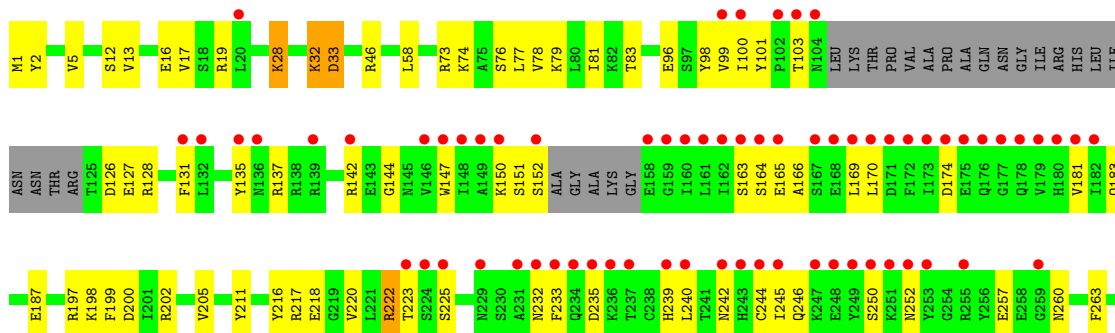 M1 Y2 V5 S12 V13 E16 V17 S18 R19 L20 K28 K32 D33 R46 L58 R73 K74 A75 S76 L77 V78 K79 L80 I81 K82 T83 E96 S97 Y98 V99 I100 Y101 P102 T103 N104 LEU LYS THR PRO VAL ALA PRO ALA GLN ASN GLY ILE ARG HIS LEU ILE
ASN ASN THR ARG T125 D126 E127 R128 F131 L132 Y135 N136 R137 R138 R139 R142 E143 G144 N145 V146 W147 I148 A149 K150 S151 S152 ALA GLY ALA LYS GLY E158 G159 I160 L161 I162 S163 S164 E165 A166 S167 E168 L169 L170 D171 F172 I173 D174 E175 Q176 G177 Q178 V179 H180 V181 I182
E187 R197 K198 F199 D200 I201 R202 V205 Y211 Y216 R217 E218 G219 V220 L221 R222 T223 S224 S225 N229 S230 A231 N232 F233 Q234 D235 K236 T237 C238 H239 L240 T241 N242 H243 C244 I245 Q246 K247 E248 Y249 S250 K251 N252 Y253 G254 R255 Y256 E257 E258 G259 N260 F263